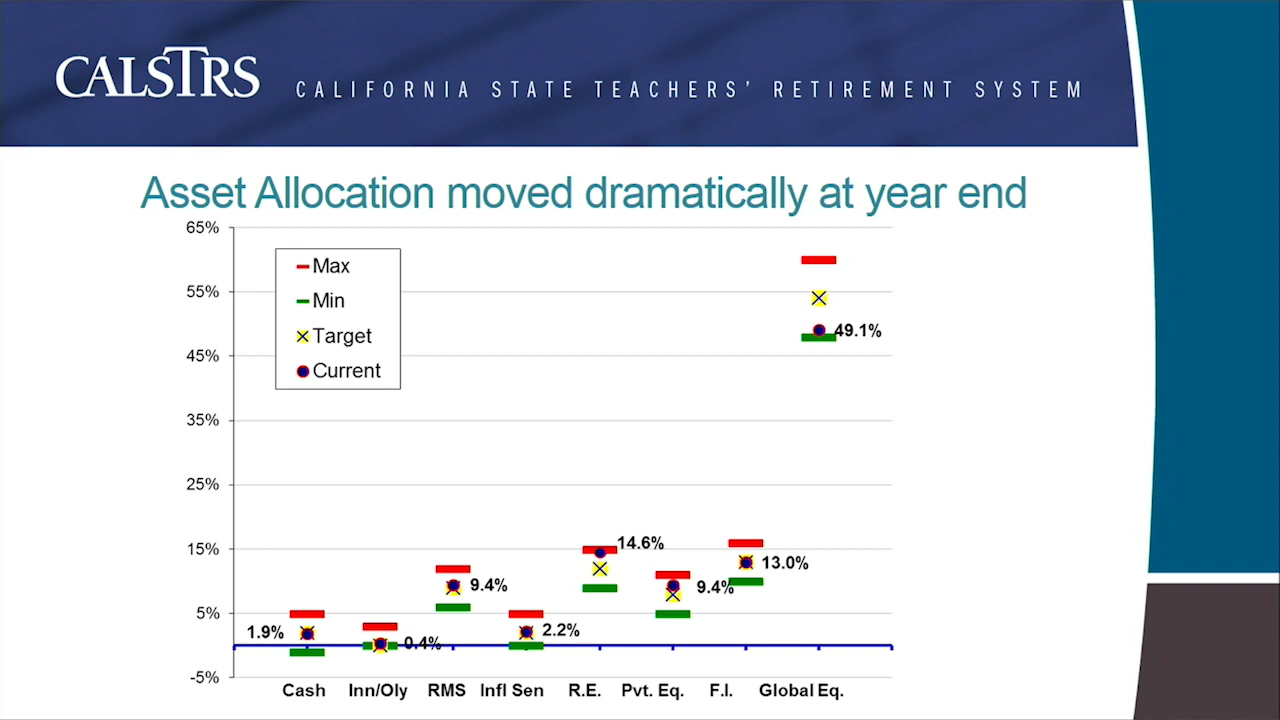 CALSTRS
CALIFORNIA STATE TEACHERS' RETIREMENT SYSTEM
Asset Allocation moved dramatically at year end
65%
55%
45%
35%
25%
15%
5%
-5%
Max
Min
Target
Current
49.1%
14.6%
13.0%
9.4%
9.4%
2.2%
1.9%
0.4%
Cash Inn/Oly RMS Infl Sen R.E. Pvt. Eq. F.I. Global Eq.